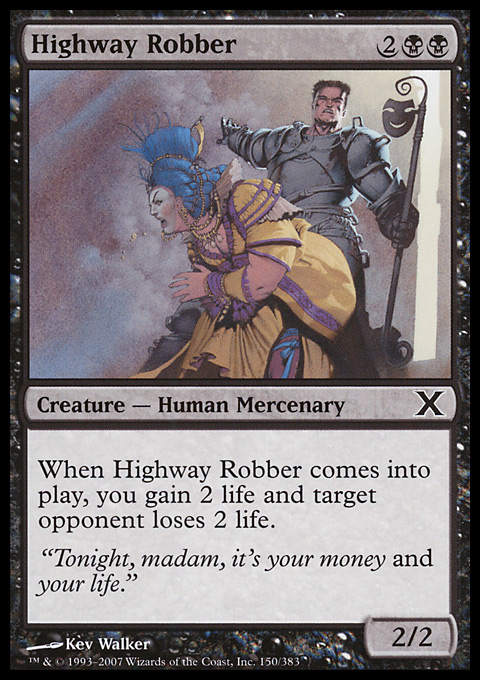 Highway Robber 2
Creature — Human Mercenary X
When Highway Robber comes into
play, you gain 2 life and target
opponent loses 2 life.
“Tonight, madam, it’s your money and
your life.”
2/2
Kev Walker
™ & © 1993–2007 Wizards of the Coast, Inc. 150/383